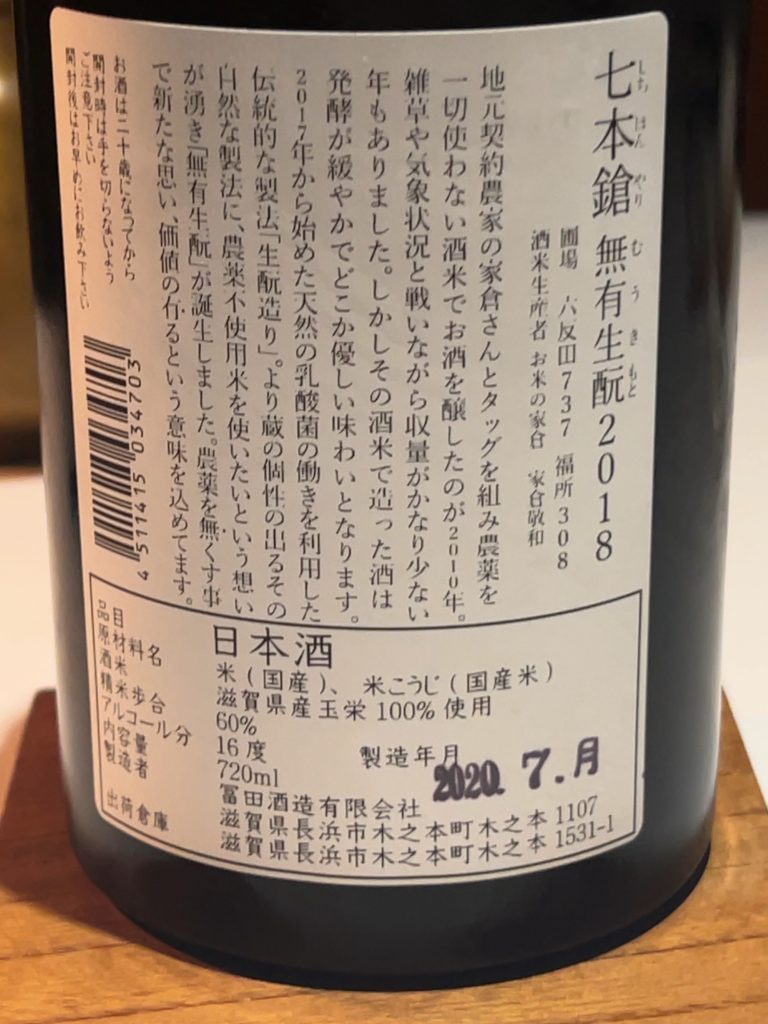 七本鎗 無有生酛2018
しち ほん やり む う き もと
圃場 六反田737 福所308
酒米生産者 お米の家倉 家倉敬和
地元契約農家の家倉さんとタッグを組み農薬を
一切使わない酒米でお酒を醸したのが2010年。
雑草や気象状況と戦いながら収量がかなり少ない
年もありました。しかしその酒米で造った酒は
発酵が緩やかでどこか優しい味わいとなります。
2017年から始めた天然の乳酸菌の働きを利用した
伝統的な製法「生酛造り」。より蔵の個性の出るその
自然な製法に、農薬不使用米を使いたいという想い
が湧き「無有生酛」が誕生しました。農薬を無くす事
で新たな思い、価値の有るという意味を込めてます。
お酒は二十歳になってから
開封時は手を切らないよう
ご注意下さい
開封後はお早めにお飲み下さい
4 511415 034703
品目 日本酒
原材料名 米(国産)、米こうじ(国産米)
酒米 滋賀県産玉栄100%使用
精米歩合 60%
アルコール分 16度
内容量 720ml
製造年月 2020. 7.月
製造者 冨田酒造有限会社
滋賀県長浜市木之本町木之本1107
出荷倉庫 滋賀県長浜市木之本町木之本1531-1